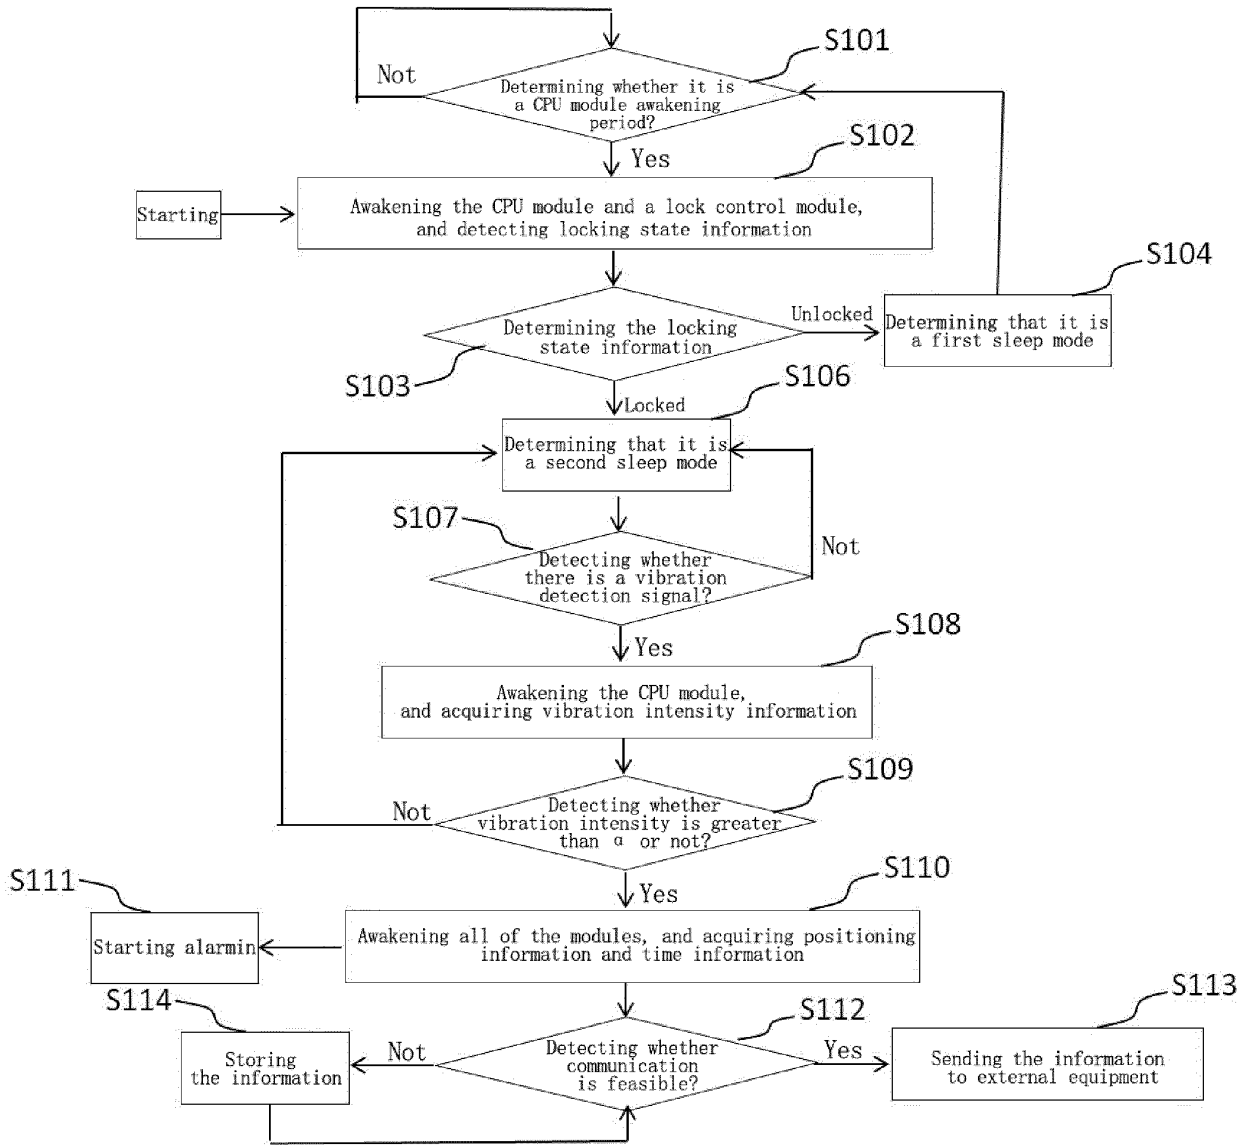 S101
Not
Determining whether it is
a CPU module awakening
period?
Yes
S102
Starting
Awakening the CPU module and a lock control module,
and detecting locking state information
S104
Determining the locking
state information
Unlocked
Determining that it is
a first sleep mode
S103
Locked
S106
Determining that it is
a second sleep mode
S107
Detecting whether
there is a vibration
detection signal?
Not
Yes
S108
Awakening the CPU module,
and acquiring vibration intensity information
S109
Not
Detecting whether
vibration intensity is greater
than α or not?
Yes
S110
S111
Starting alarmin
Awakening all of the modules, and acquiring positioning
information and time information
S114
S112
S113
Storing
the information
Not
Detecting whether
communication
is feasible?
Yes
Sending the information
to external equipment